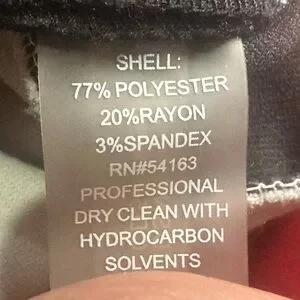 SHELL:
77% POLYESTER
20%RAYON
3%SPANDEX
RN#54163
PROFESSIONAL
DRY CLEAN WITH
HYDROCARBON
SOLVENTS